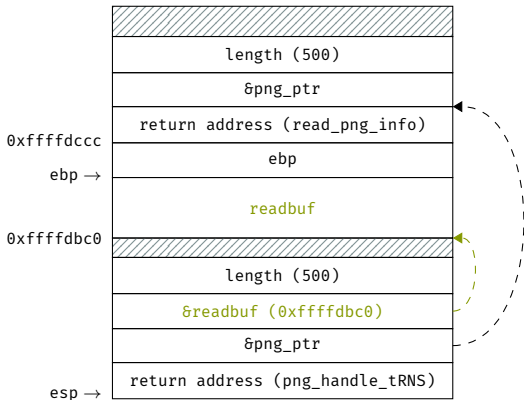 length (500)
&png_ptr
return address (read_png_info)
0xffffdccc
ebp
ebp →
readbuf
0xffffdbc0
length (500)
&readbuf (0xffffdbc0)
&png_ptr
return address (png_handle_tRNS)
esp →